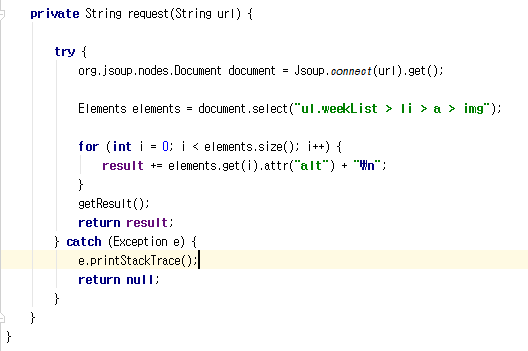 private String request(String url) {
try {
org.jsoup.nodes.Document document = Jsoup.connect(url).get();
Elements elements = document.select("ul.weekList > li > a > img");
for (int i = 0; i < elements.size(); i++) {
result += elements.get(i).attr("alt") + "₩n";
}
getResult();
return result;
} catch (Exception e) {
e.printStackTrace();
return null;
}
}
}